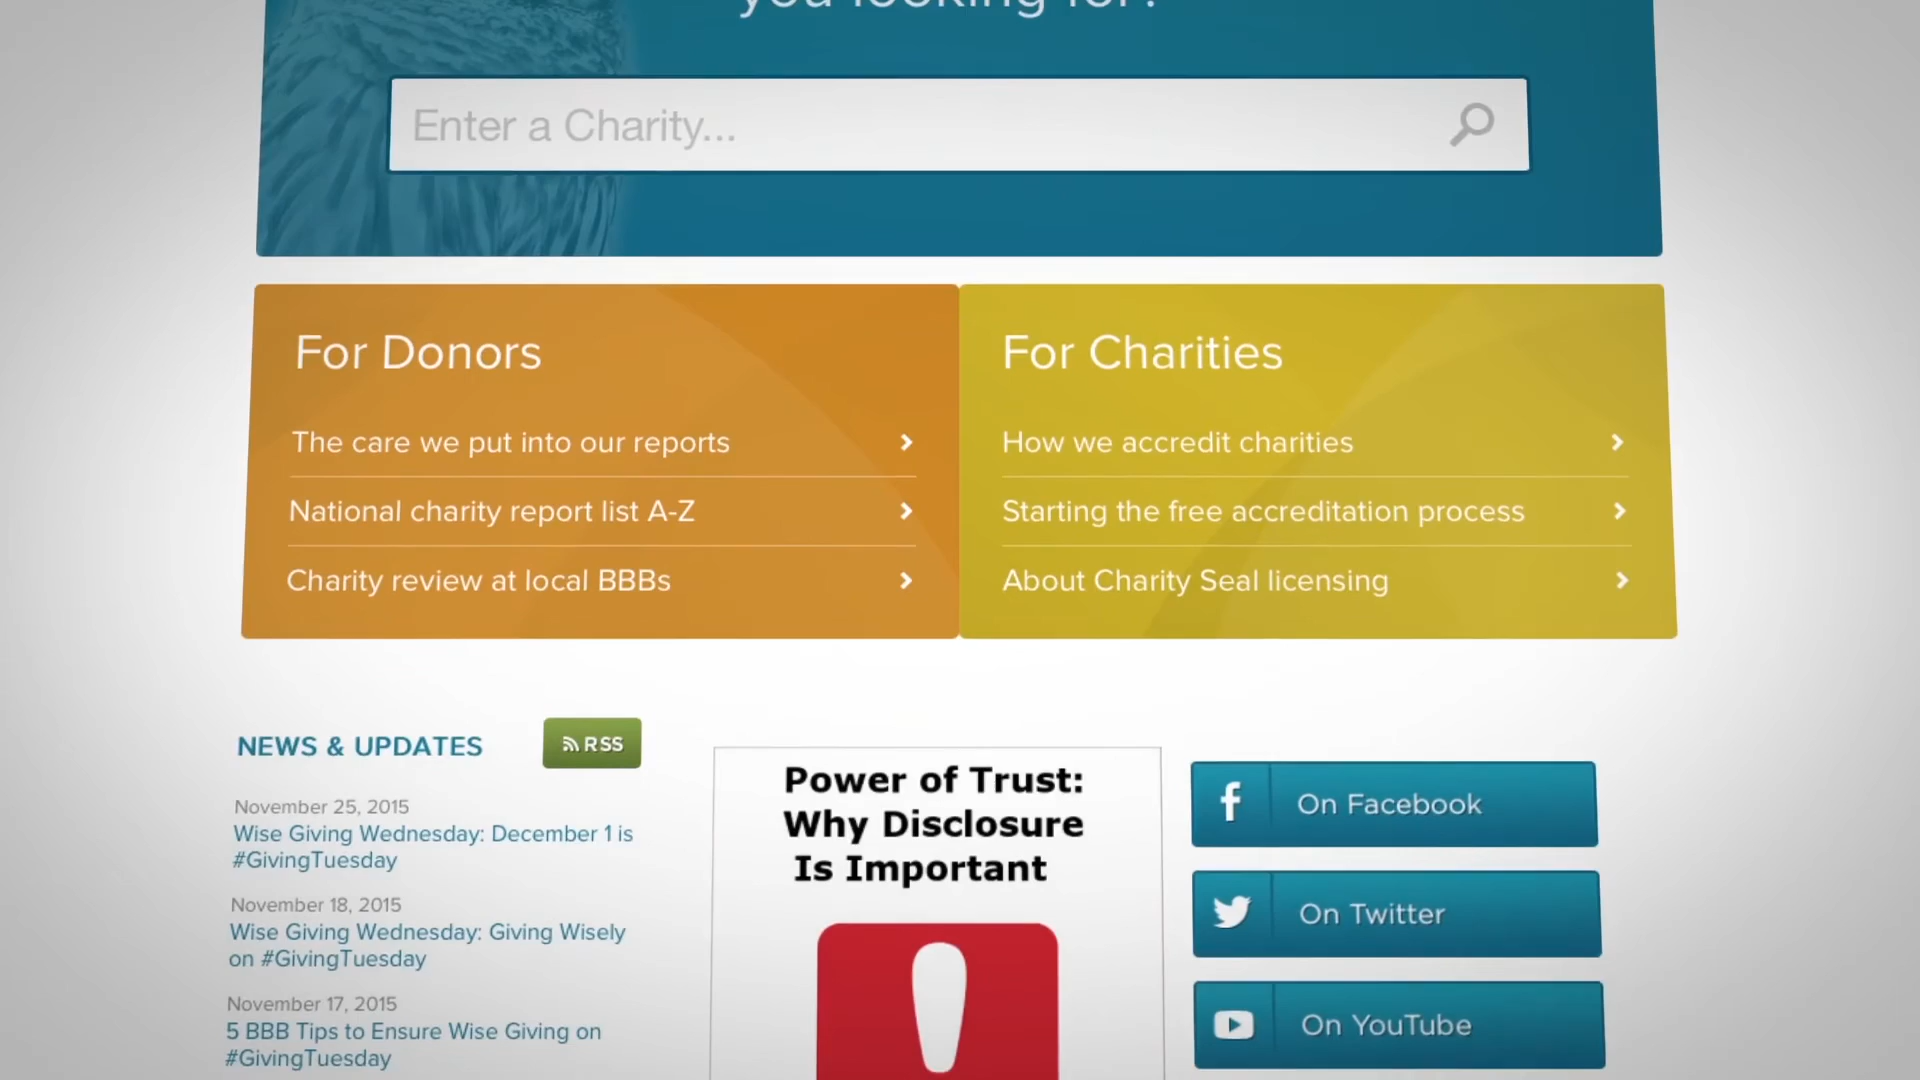 you looking for?
Enter a Charity...
For Donors
The care we put into our reports
National charity report list A-Z
Charity review at local BBBs
For Charities
How we accredit charities
Starting the free accreditation process
About Charity Seal licensing
NEWS & UPDATES
RSS
November 25, 2015
Wise Giving Wednesday: December 1 is
#GivingTuesday
November 18, 2015
Wise Giving Wednesday: Giving Wisely
on #GivingTuesday
November 17, 2015
5 BBB Tips to Ensure Wise Giving on
#GivingTuesday
Power of Trust:
Why Disclosure
Is Important
On Facebook
On Twitter
On YouTube